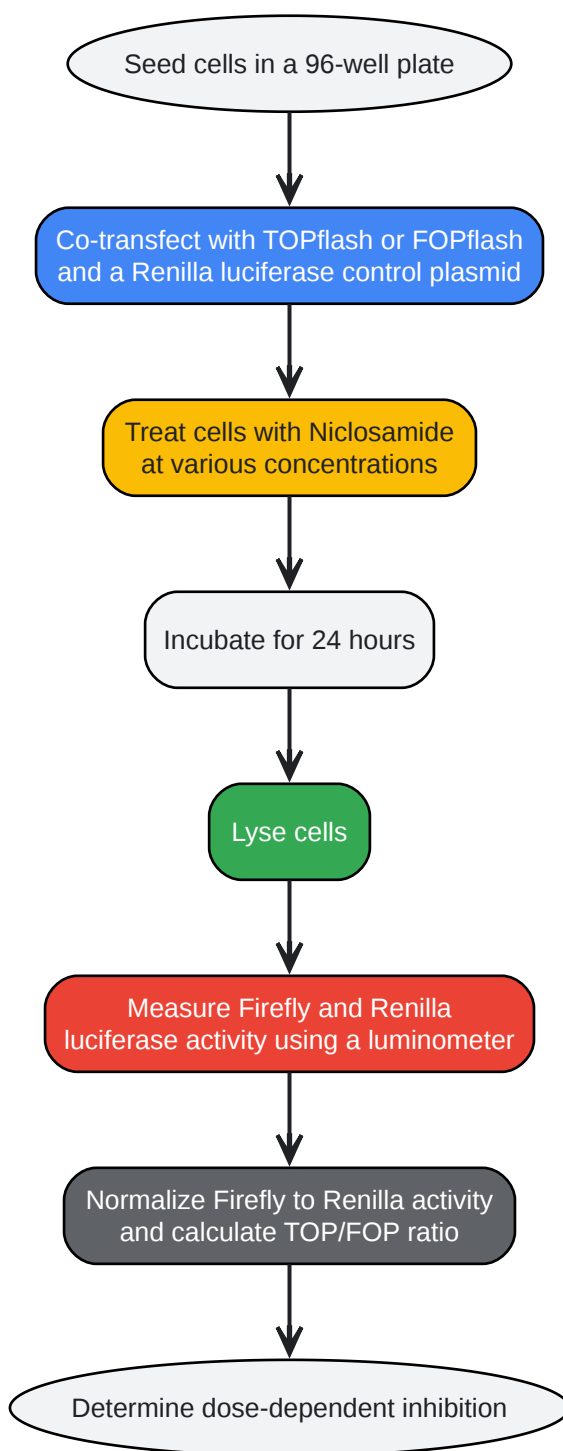 Seed cells in a 96-well plate
Co-transfect with TOPflash or FOPflash
and a Renilla luciferase control plasmid
Treat cells with Niclosamide
at various concentrations
Incubate for 24 hours
Lyse cells
Measure Firefly and Renilla
luciferase activity using a luminometer
Normalize Firefly to Renilla activity
and calculate TOP/FOP ratio
Determine dose-dependent inhibition